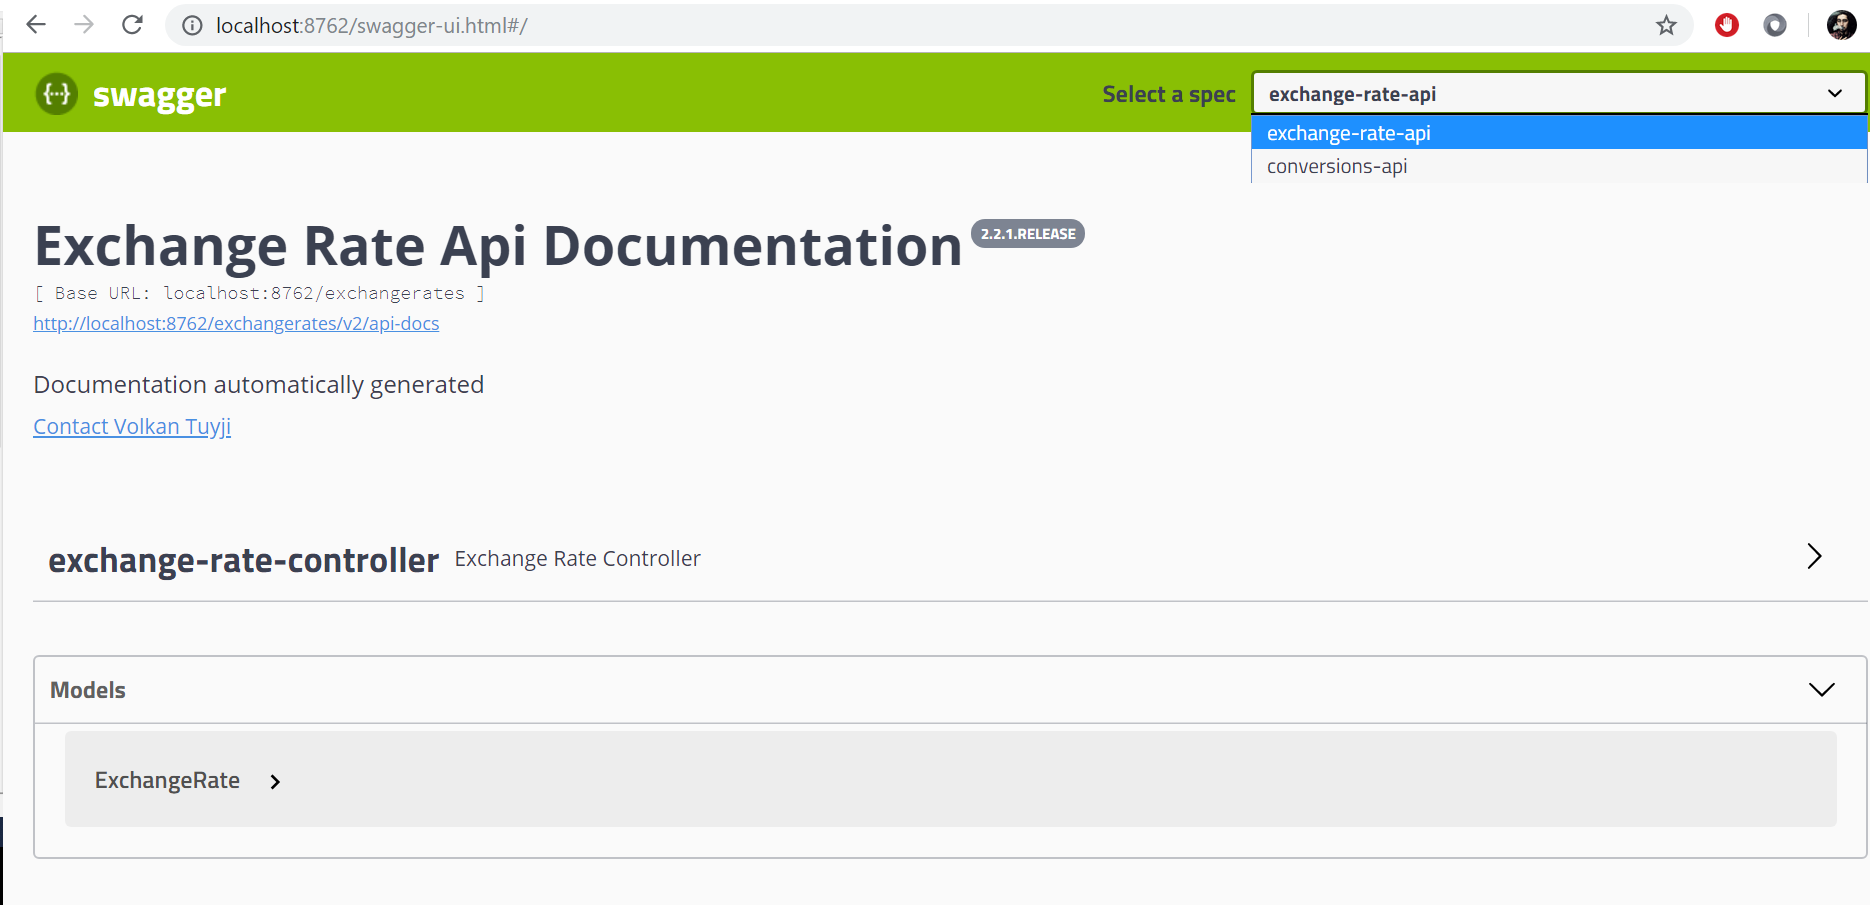 localhost:8762/swagger-ui.html#/
{··} swagger
Select a spec
exchange-rate-api
exchange-rate-api
conversions-api
Exchange Rate Api Documentation 2.2.1.RELEASE
[ Base URL: localhost:8762/exchangerates ]
http://localhost:8762/exchangerates/v2/api-docs
Documentation automatically generated
Contact Volkan Tuyji
exchange-rate-controller Exchange Rate Controller
Models
ExchangeRate